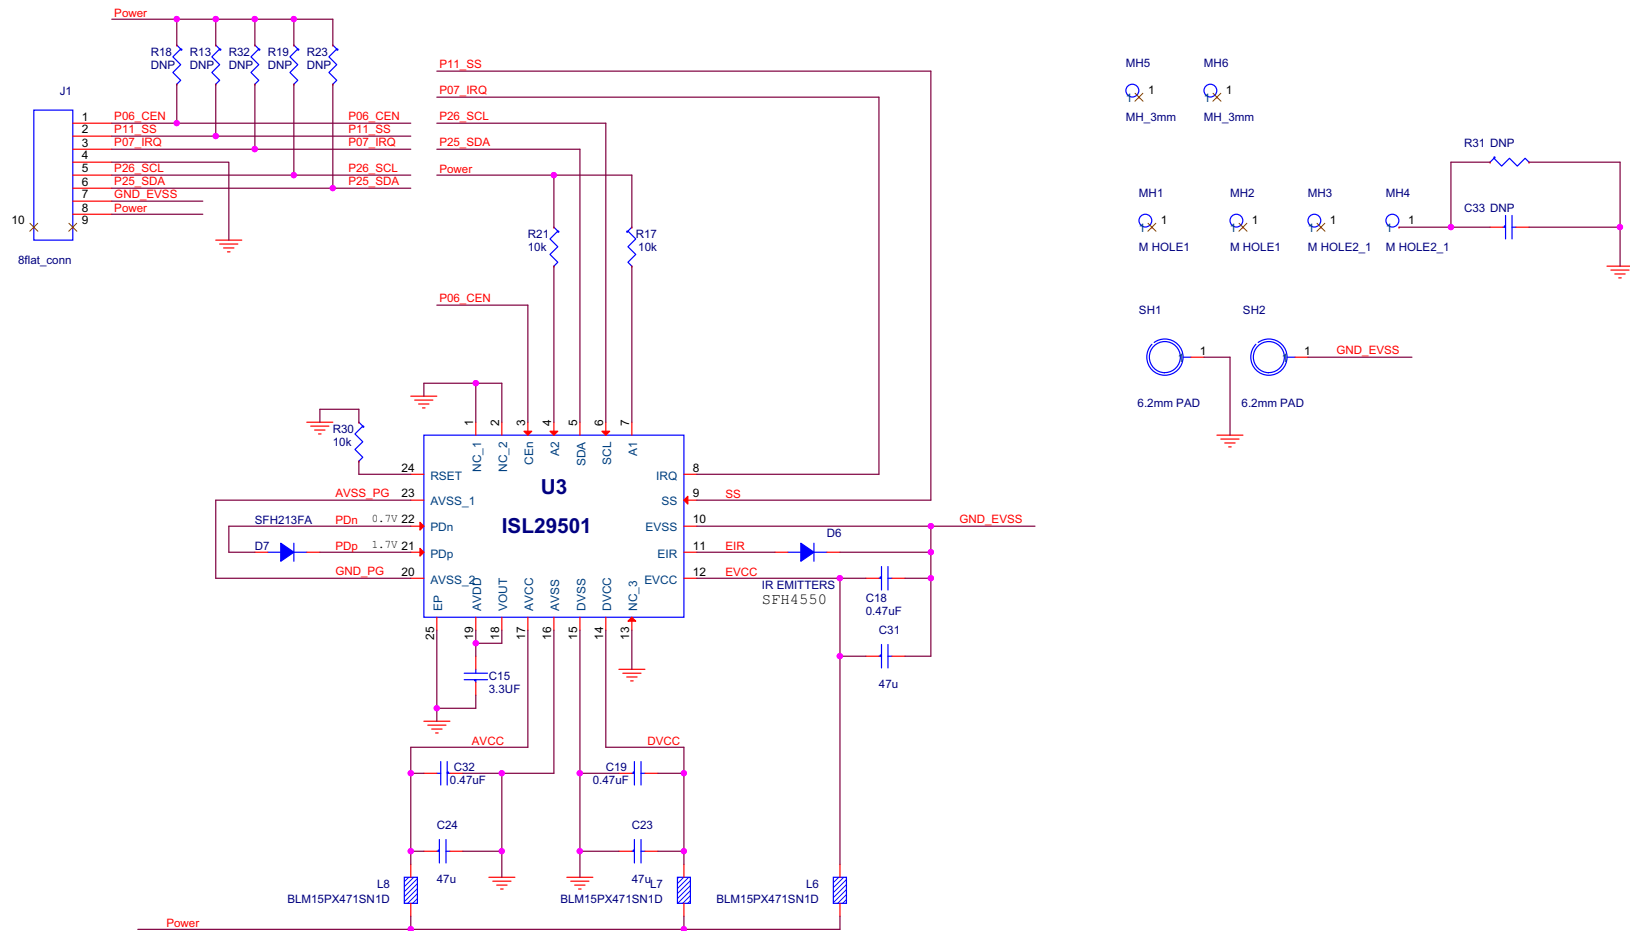 Power
R18 R13 R32 R19 R23
DNP DNP DNP DNP DNP
J1
1 P06_CEN P06_CEN
2 P11_SS P11_SS
3 P07_IRQ P07_IRQ
4
5 P26_SCL P26_SCL
6 P25_SDA P25_SDA
7 GND_EVSS
8 Power
10 9
8flat_conn
P11_SS
P07_IRQ
P26_SCL
P25_SDA
Power
R21 R17
10k 10k
P06_CEN
R30
10k
1 2 3 4 5 6 7
NC_1 NC_2 CEn A2 SDA SCL A1
24 RSET
AVSS_PG 23 AVSS_1
SFH213FA PDn 0.7V 22 PDn
D7 PDp 1.7V 21 PDp
GND_PG 20 AVSS_2
U3
ISL29501
IRQ 8
SS 9 SS
EVSS 10 GND_EVSS
EIR 11 EIR D6
EVCC 12 EVCC
IR EMITTERS
SFH4550
EP AVDD VOUT AVCC AVSS DVSS DVCC NC_3
25 19 18 17 16 15 14 13
C18
0.47uF
C31
47u
C15
3.3UF
AVCC DVCC
C32 C19
0.47uF 0.47uF
C24 C23
47u 47u
L8 L7 L6
BLM15PX471SN1D BLM15PX471SN1D BLM15PX471SN1D
Power
MH5 MH6
1 1
MH_3mm MH_3mm
R31 DNP
MH1 MH2 MH3 MH4
1 1 1 1 C33 DNP
M HOLE1 M HOLE1 M HOLE2_1 M HOLE2_1
SH1 SH2
1 1 GND_EVSS
6.2mm PAD 6.2mm PAD